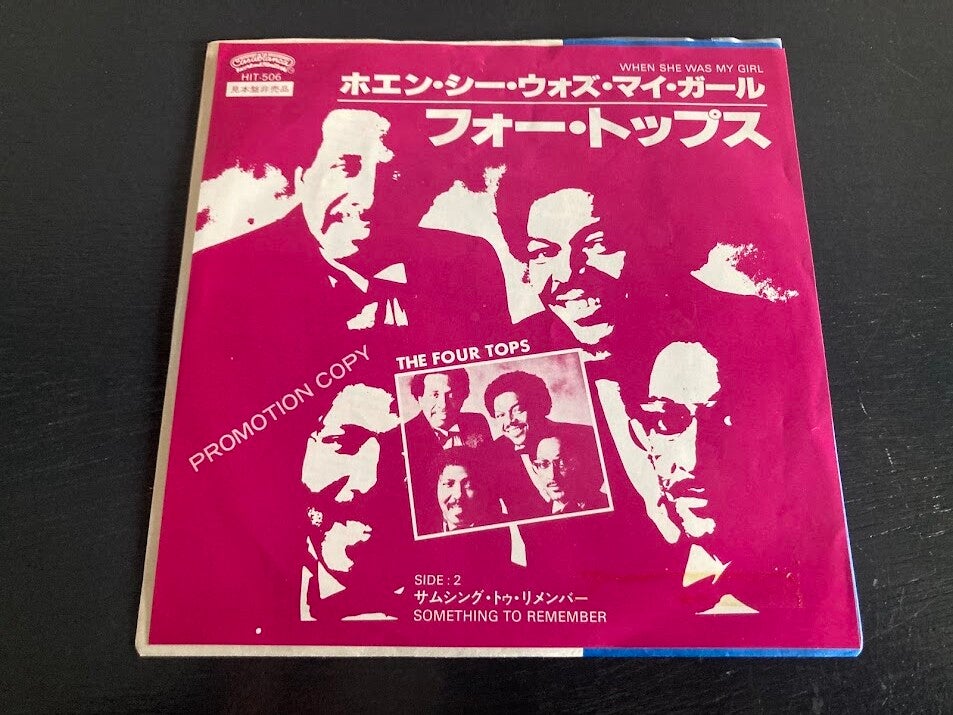 Casablanca
HIT-506
見本盤非売品
WHEN SHE WAS MY GIRL
ホエン・シー・ウォズ・マイ・ガール
フォー・トップス
PROMOTION COPY
THE FOUR TOPS
SIDE : 2
サムシング・トゥ・リメンバー
SOMETHING TO REMEMBER